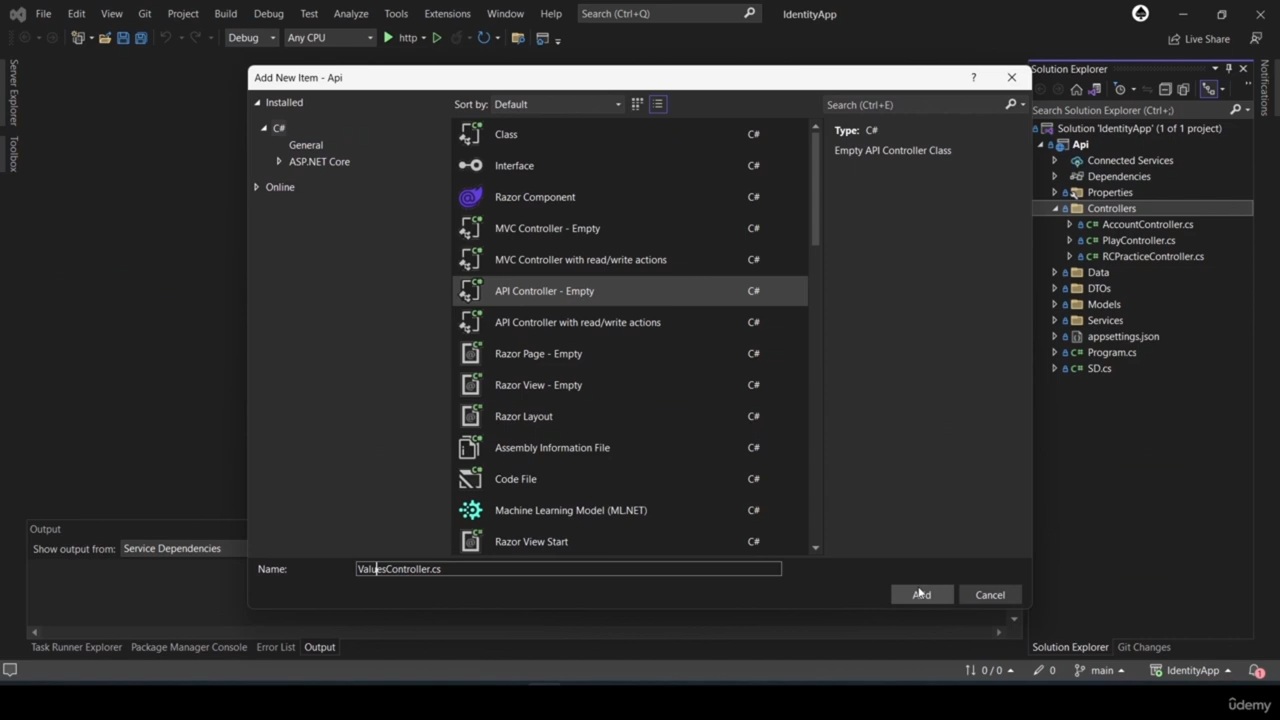 File Edit View Git Project Build Debug Test Analyze Tools Extensions Window Help Search (Ctrl+Q) IdentityApp
Debug Any CPU http Live Share
Server Explorer
Toolbox
Add New Item - Api
Installed
C#
General
ASP.NET Core
Online
Sort by: Default
Search (Ctrl+E)
Class C#
Interface C#
Razor Component C#
MVC Controller - Empty C#
MVC Controller with read/write actions C#
API Controller - Empty C#
API Controller with read/write actions C#
Razor Page - Empty C#
Razor View - Empty C#
Razor Layout C#
Assembly Information File C#
Code File C#
Machine Learning Model (ML.NET) C#
Razor View Start C#
Type: C#
Empty API Controller Class
Name: ValuesController.cs
Add Cancel
Solution Explorer
Search Solution Explorer (Ctrl+;)
Solution 'IdentityApp' (1 of 1 project)
Api
Connected Services
Dependencies
Properties
Controllers
AccountController.cs
PlayController.cs
RCPracticeController.cs
Data
DTOs
Models
Services
appsettings.json
Program.cs
SD.cs
Notifications
Output
Show output from: Service Dependencies
Task Runner Explorer Package Manager Console Error List Output
Solution Explorer Git Changes
0 / 0 0 main IdentityApp 1
ûdemy